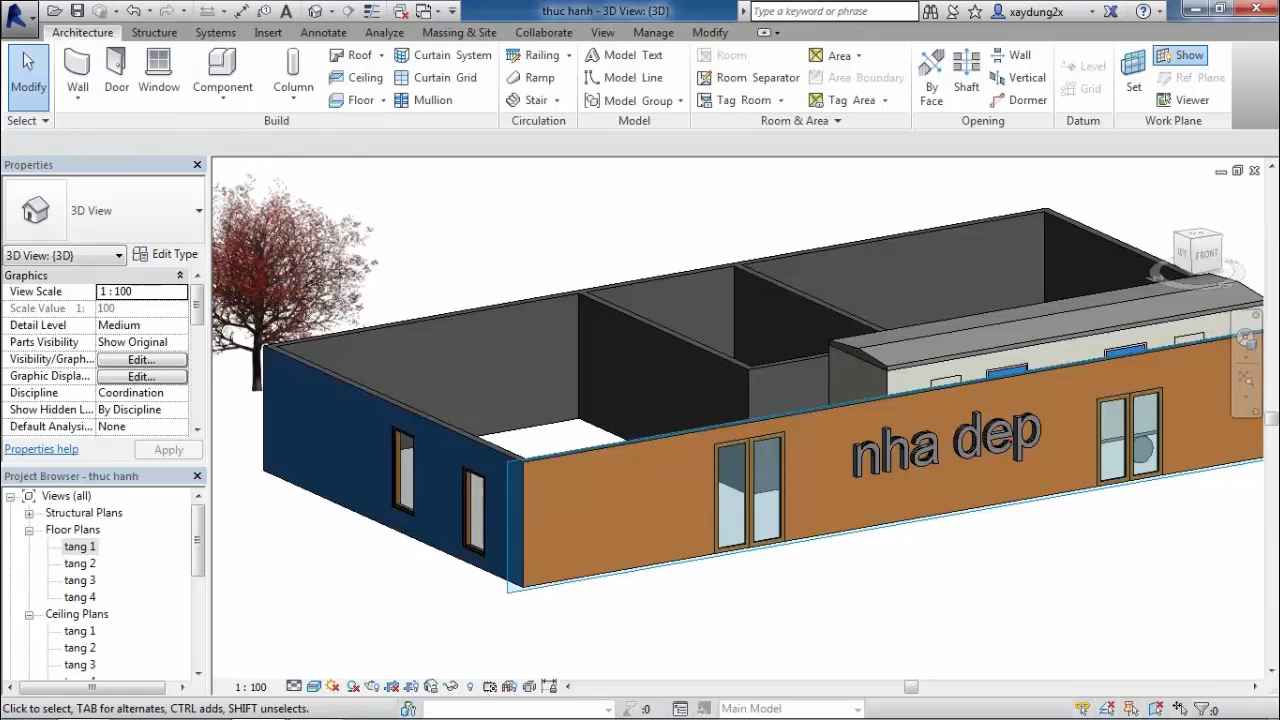 thuc hanh - 3D View: {3D}
Type a keyword or phrase
xaydung2x
Architecture Structure Systems Insert Annotate Analyze Massing & Site Collaborate View Manage Modify
Modify Wall Door Window Component Column
Roof Curtain System
Ceiling Curtain Grid
Floor Mullion
Railing Model Text Room Area
Ramp Model Line Room Separator Area Boundary
Stair Model Group Tag Room Tag Area
By Face Shaft Wall
Vertical
Dormer
Level
Grid
Set Show
Ref Plane
Viewer
Select Build Circulation Model Room & Area Opening Datum Work Plane
Properties
3D View
3D View: {3D} Edit Type
Graphics
View Scale 1 : 100
Scale Value 1: 100
Detail Level Medium
Parts Visibility Show Original
Visibility/Graph... Edit...
Graphic Displa... Edit...
Discipline Coordination
Show Hidden L... By Discipline
Default Analysi... None
Properties help Apply
Project Browser - thuc hanh
Views (all)
Structural Plans
Floor Plans
tang 1
tang 2
tang 3
tang 4
Ceiling Plans
tang 1
tang 2
tang 3
FRONT
nha dep
1 : 100
Click to select, TAB for alternates, CTRL adds, SHIFT unselects.
:0
Main Model
:0